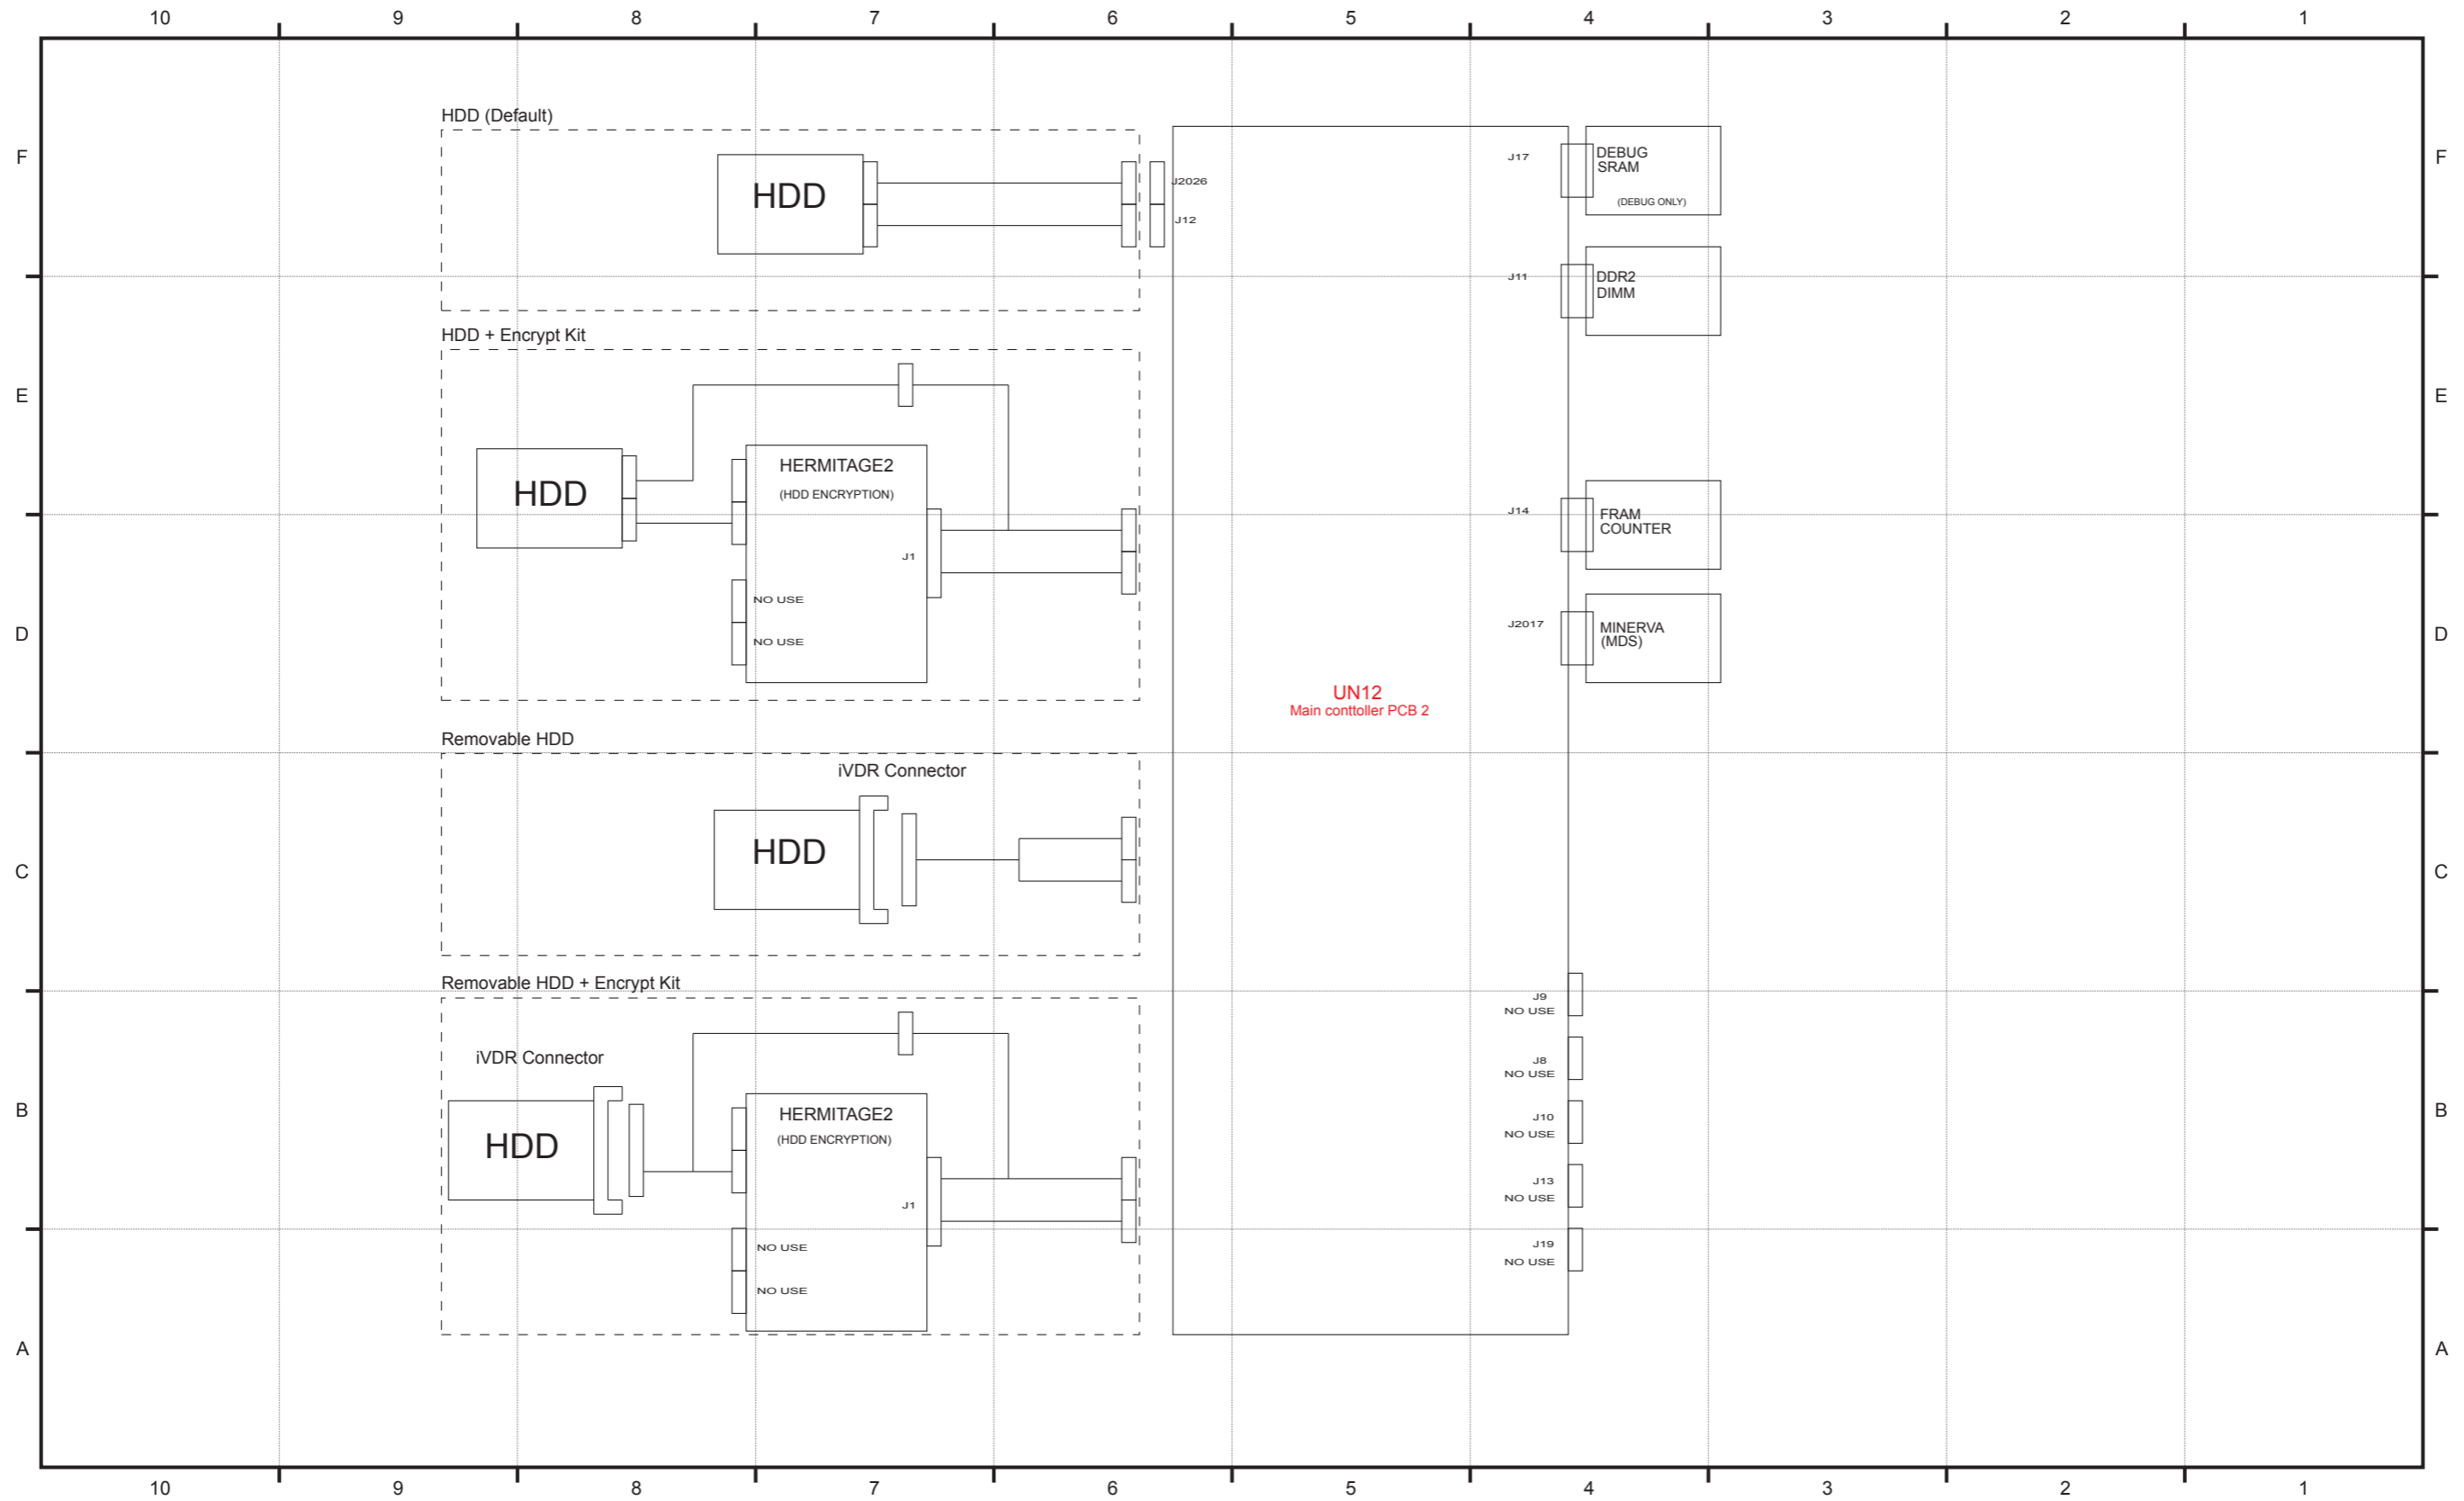 10 9 8 7 6 5 4 3 2 1
HDD (Default)
F
HDD
J2026
J12
J17
DEBUG
SRAM
(DEBUG ONLY)
F
J11
DDR2
DIMM
HDD + Encrypt Kit
E
E
HERMITAGE2
(HDD ENCRYPTION)
HDD
J1
NO USE
NO USE
J14
FRAM
COUNTER
D
J2017
MINERVA
(MDS)
D
UN12
Main conttoller PCB 2
Removable HDD
iVDR Connector
HDD
C
C
Removable HDD + Encrypt Kit
J9
NO USE
iVDR Connector
J8
NO USE
B
HERMITAGE2
(HDD ENCRYPTION)
HDD
J10
NO USE
B
J1
J13
NO USE
NO USE
NO USE
J19
NO USE
A
A
10 9 8 7 6 5 4 3 2 1